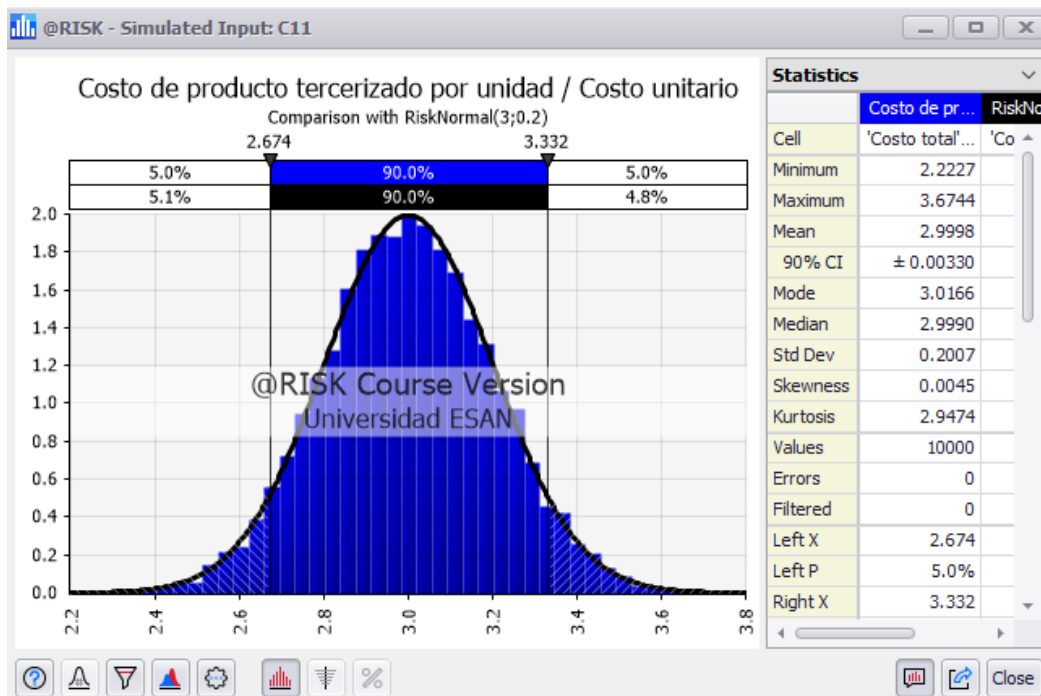 @RISK - Simulated Input: C11
Costo de producto tercerizado por unidad / Costo unitario
Comparison with RiskNormal(3;0.2)
2.674 3.332
5.0% 90.0% 5.0%
5.1% 90.0% 4.8%
2.0
1.8
1.6
1.4
1.2
1.0
0.8
0.6
0.4
0.2
0.0
@RISK Course Version
Universidad ESAN
2.2 2.4 2.6 2.8 3.0 3.2 3.4 3.6 3.8
Statistics
Costo de pr... RiskNo
Cell 'Costo total'... 'Co
Minimum 2.2227
Maximum 3.6744
Mean 2.9998
90% CI ± 0.00330
Mode 3.0166
Median 2.9990
Std Dev 0.2007
Skewness 0.0045
Kurtosis 2.9474
Values 10000
Errors 0
Filtered 0
Left X 2.674
Left P 5.0%
Right X 3.332
Close